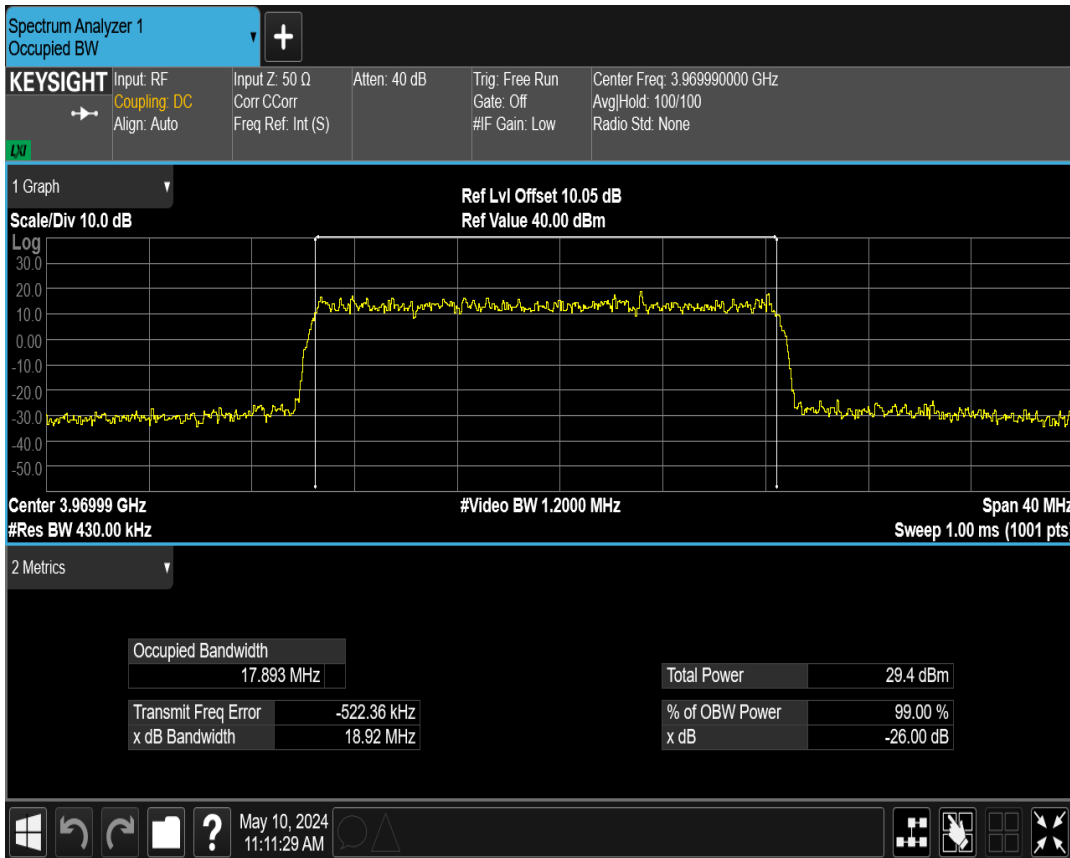 Spectrum Analyzer 1
Occupied BW
KEYSIGHT
LXI
Input: RF
Coupling: DC
Align: Auto
Input Z: 50 Ω
Corr CCorr
Freq Ref: Int (S)
Atten: 40 dB
Trig: Free Run
Gate: Off
#IF Gain: Low
Center Freq: 3.969990000 GHz
Avg|Hold: 100/100
Radio Std: None
1 Graph
Scale/Div 10.0 dB
Ref Lvl Offset 10.05 dB
Ref Value 40.00 dBm
Log
30.0
20.0
10.0
0.00
-10.0
-20.0
-30.0
-40.0
-50.0
Center 3.96999 GHz
#Res BW 430.00 kHz
#Video BW 1.2000 MHz
Span 40 MHz
Sweep 1.00 ms (1001 pts)
2 Metrics
Occupied Bandwidth
17.893 MHz
Transmit Freq Error -522.36 kHz
x dB Bandwidth 18.92 MHz
Total Power 29.4 dBm
% of OBW Power 99.00 %
x dB -26.00 dB
?
May 10, 2024
11:11:29 AM